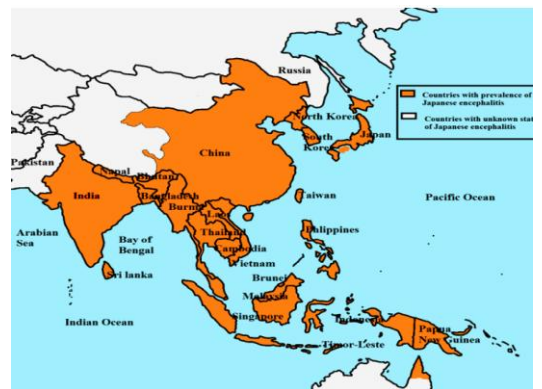 Russia
Countries with prevalence of
Japanese encephalitis
Countries with unknown stat
of Japanese encephalitis
North Korea
South
Korea
Japan
China
Pakistan
Nepal
Bhutan
India
Bangladesh
Burma
Taiwan
Pacific Ocean
Laos
Arabian
Sea
Thailand
Philippines
Bay of
Bengal
Cambodia
Vietnam
Sri lanka
Brunei
Malaysia
Indian Ocean
Singapore
Indonesia
Papua
New Guinea
Timor-Leste